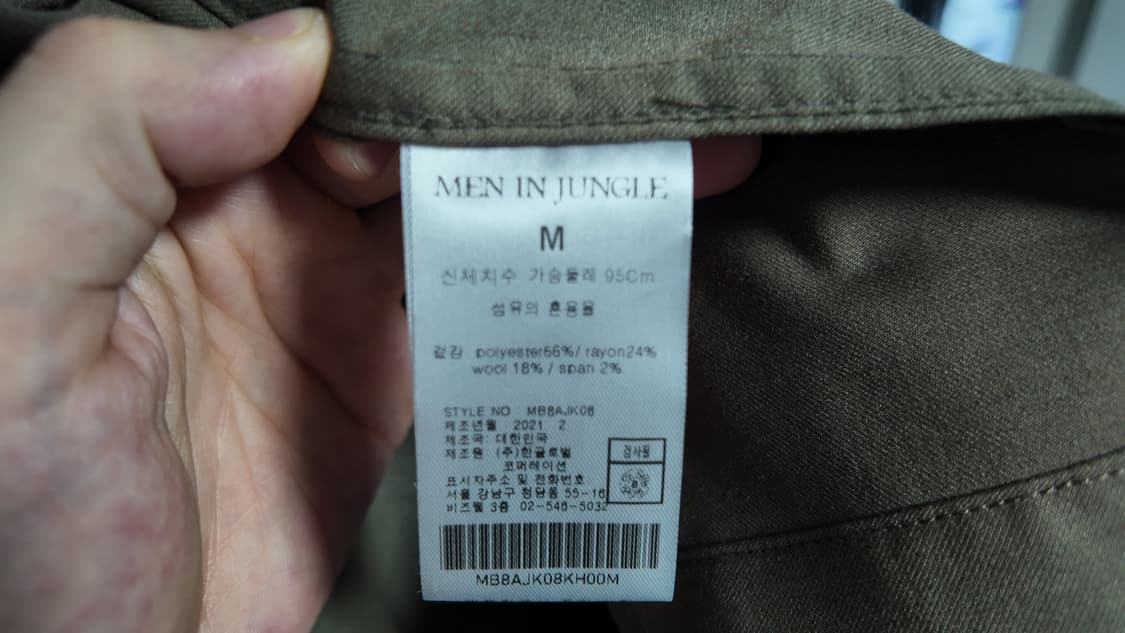 MEN IN JUNGLE
M
신체치수 가슴둘레 95Cm
섬유의 혼용율
겉감 polyester56%/ rayon24%
wool 18% / span 2%
STYLE NO MB8AJK08
제조년월 2021 2
제조국: 대한민국
제조원 (주)한글로벌
코퍼레이션
표시자주소 및 전화번호
서울 강남구 청담동 55-16
비즈웰 3층 02-546-5032
검사필
MB8AJK08KH00M